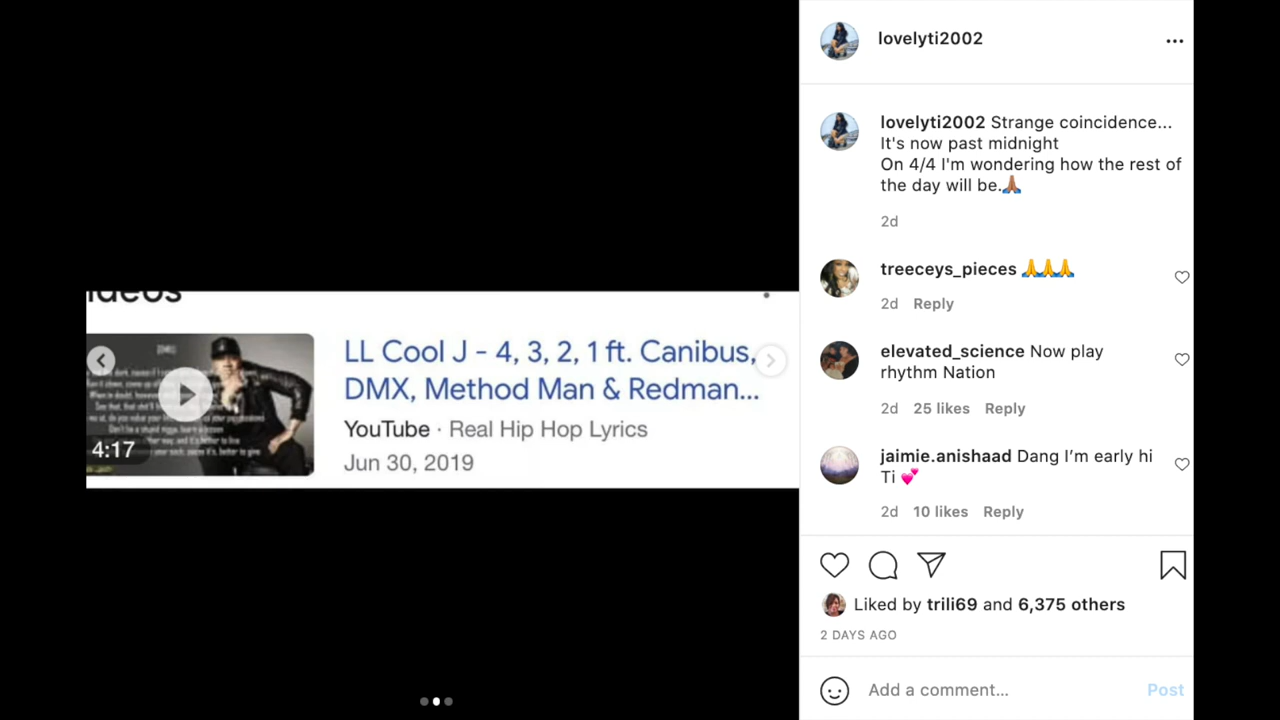 ideos
LL Cool J - 4, 3, 2, 1 ft. Canibus,
DMX, Method Man & Redman...
YouTube · Real Hip Hop Lyrics
Jun 30, 2019
4:17
lovelyti2002
lovelyti2002 Strange coincidence...
It's now past midnight
On 4/4 I'm wondering how the rest of
the day will be.🙏🏽
2d
treeceys_pieces 🙏🙏🙏
2d Reply
elevated_science Now play
rhythm Nation
2d 25 likes Reply
jaimie.anishaad Dang I’m early hi
Ti 💕
2d 10 likes Reply
Liked by trili69 and 6,375 others
2 DAYS AGO
Add a comment...
Post